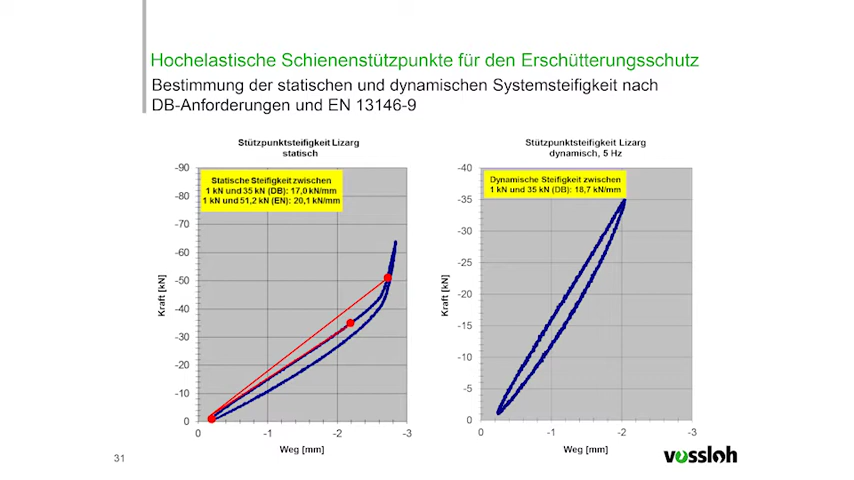 Hochelastische Schienenstützpunkte für den Erschütterungsschutz
Bestimmung der statischen und dynamischen Systemsteifigkeit nach
DB-Anforderungen und EN 13146-9
Stützpunktsteifigkeit Lizarg
statisch
Statische Steifigkeit zwischen
1 kN und 35 kN (DB): 17,0 kN/mm
1 kN und 51,2 kN (EN): 20,1 kN/mm
-90
-80
-70
-60
-50
-40
-30
-20
-10
0
Kraft [kN]
0 -1 -2 -3
Weg [mm]
Stützpunktsteifigkeit Lizarg
dynamisch, 5 Hz
Dynamische Steifigkeit zwischen
1 kN und 35 kN (DB): 18,7 kN/mm
-40
-35
-30
-25
-20
-15
-10
-5
0
Kraft [kN]
0 -1 -2 -3
Weg [mm]
31
vossloh